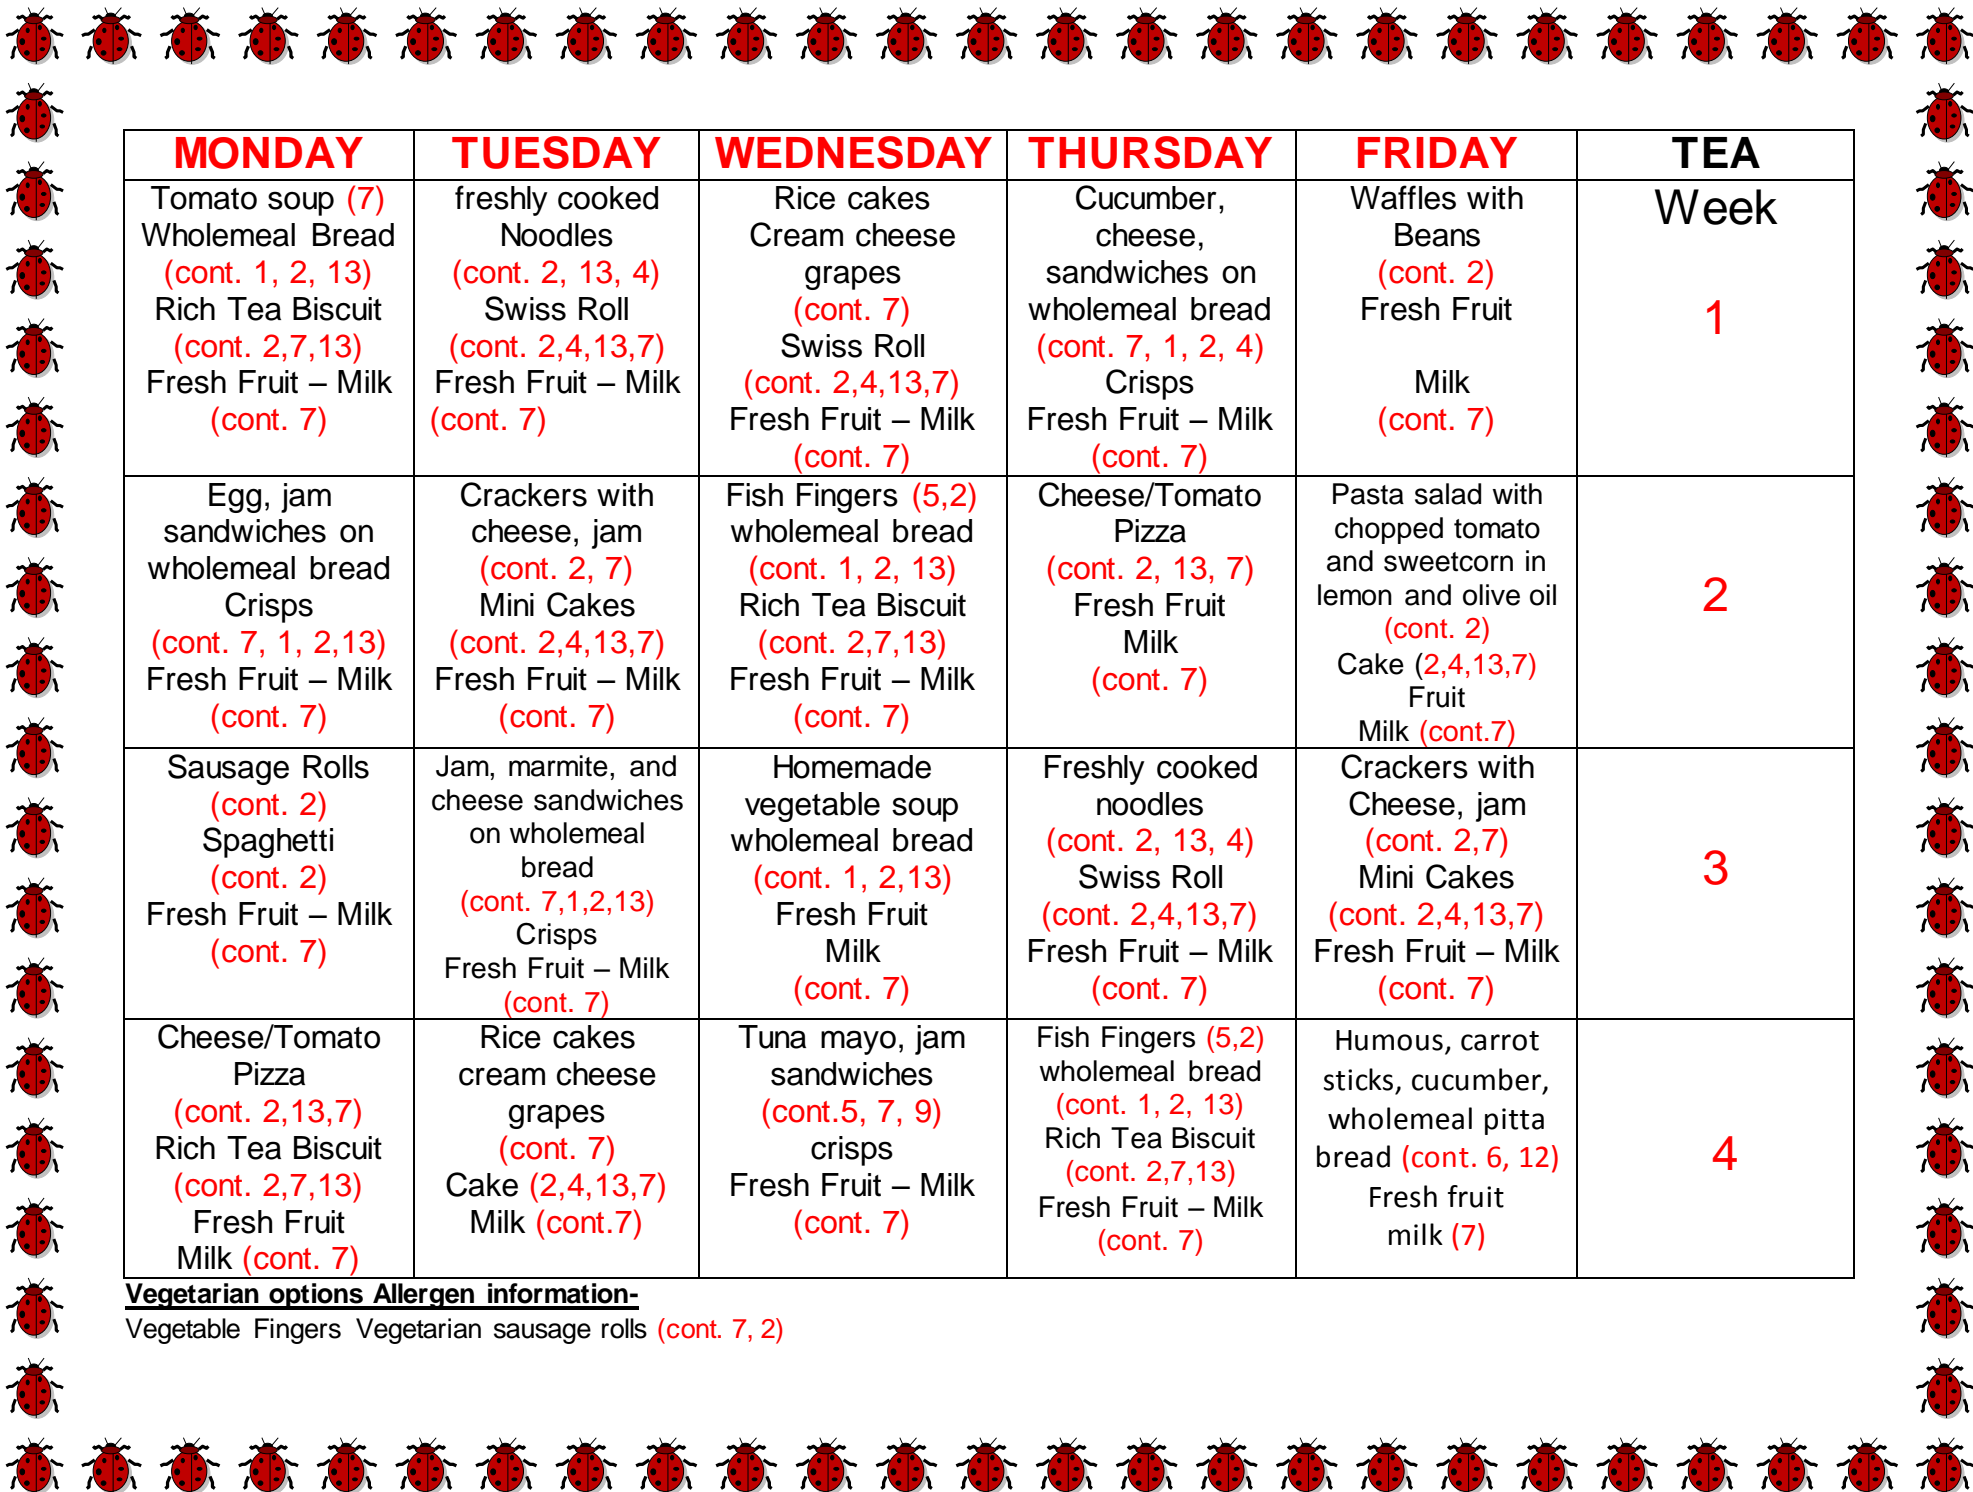 MONDAY TUESDAY WEDNESDAY THURSDAY FRIDAY TEA
Tomato soup (7)
Wholemeal Bread
(cont. 1, 2, 13)
Rich Tea Biscuit
(cont. 2,7,13)
Fresh Fruit – Milk
(cont. 7)
freshly cooked
Noodles
(cont. 2, 13, 4)
Swiss Roll
(cont. 2,4,13,7)
Fresh Fruit – Milk
(cont. 7)
Rice cakes
Cream cheese
grapes
(cont. 7)
Swiss Roll
(cont. 2,4,13,7)
Fresh Fruit – Milk
(cont. 7)
Cucumber,
cheese,
sandwiches on
wholemeal bread
(cont. 7, 1, 2, 4)
Crisps
Fresh Fruit – Milk
(cont. 7)
Waffles with
Beans
(cont. 2)
Fresh Fruit
Milk
(cont. 7)
Week
1
Egg, jam
sandwiches on
wholemeal bread
Crisps
(cont. 7, 1, 2,13)
Fresh Fruit – Milk
(cont. 7)
Crackers with
cheese, jam
(cont. 2, 7)
Mini Cakes
(cont. 2,4,13,7)
Fresh Fruit – Milk
(cont. 7)
Fish Fingers (5,2)
wholemeal bread
(cont. 1, 2, 13)
Rich Tea Biscuit
(cont. 2,7,13)
Fresh Fruit – Milk
(cont. 7)
Cheese/Tomato
Pizza
(cont. 2, 13, 7)
Fresh Fruit
Milk
(cont. 7)
Pasta salad with
chopped tomato
and sweetcorn in
lemon and olive oil
(cont. 2)
Cake (2,4,13,7)
Fruit
Milk (cont.7)
2
Sausage Rolls
(cont. 2)
Spaghetti
(cont. 2)
Fresh Fruit – Milk
(cont. 7)
Jam, marmite, and
cheese sandwiches
on wholemeal
bread
(cont. 7,1,2,13)
Crisps
Fresh Fruit – Milk
(cont. 7)
Homemade
vegetable soup
wholemeal bread
(cont. 1, 2,13)
Fresh Fruit
Milk
(cont. 7)
Freshly cooked
noodles
(cont. 2, 13, 4)
Swiss Roll
(cont. 2,4,13,7)
Fresh Fruit – Milk
(cont. 7)
Crackers with
Cheese, jam
(cont. 2,7)
Mini Cakes
(cont. 2,4,13,7)
Fresh Fruit – Milk
(cont. 7)
3
Cheese/Tomato
Pizza
(cont. 2,13,7)
Rich Tea Biscuit
(cont. 2,7,13)
Fresh Fruit
Milk (cont. 7)
Rice cakes
cream cheese
grapes
(cont. 7)
Cake (2,4,13,7)
Milk (cont.7)
Tuna mayo, jam
sandwiches
(cont.5, 7, 9)
crisps
Fresh Fruit – Milk
(cont. 7)
Fish Fingers (5,2)
wholemeal bread
(cont. 1, 2, 13)
Rich Tea Biscuit
(cont. 2,7,13)
Fresh Fruit – Milk
(cont. 7)
Humous, carrot
sticks, cucumber,
wholemeal pitta
bread (cont. 6, 12)
Fresh fruit
milk (7)
4
Vegetarian options Allergen information-
Vegetable Fingers Vegetarian sausage rolls (cont. 7, 2)